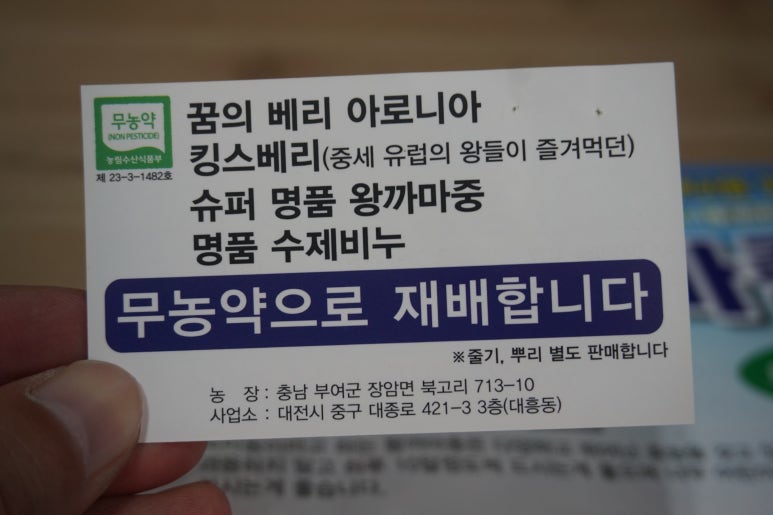 무농약
(NON PESTICIDE)
농림수산식품부
제 23-3-1482호
꿈의 베리 아로니아
킹스베리(중세 유럽의 왕들이 즐겨먹던)
슈퍼 명품 왕까마중
명품 수제비누
무농약으로 재배합니다
※줄기, 뿌리 별도 판매합니다
농 장 : 충남 부여군 장암면 북고리 713-10
사업소 : 대전시 중구 대종로 421-3 3층(대흥동)